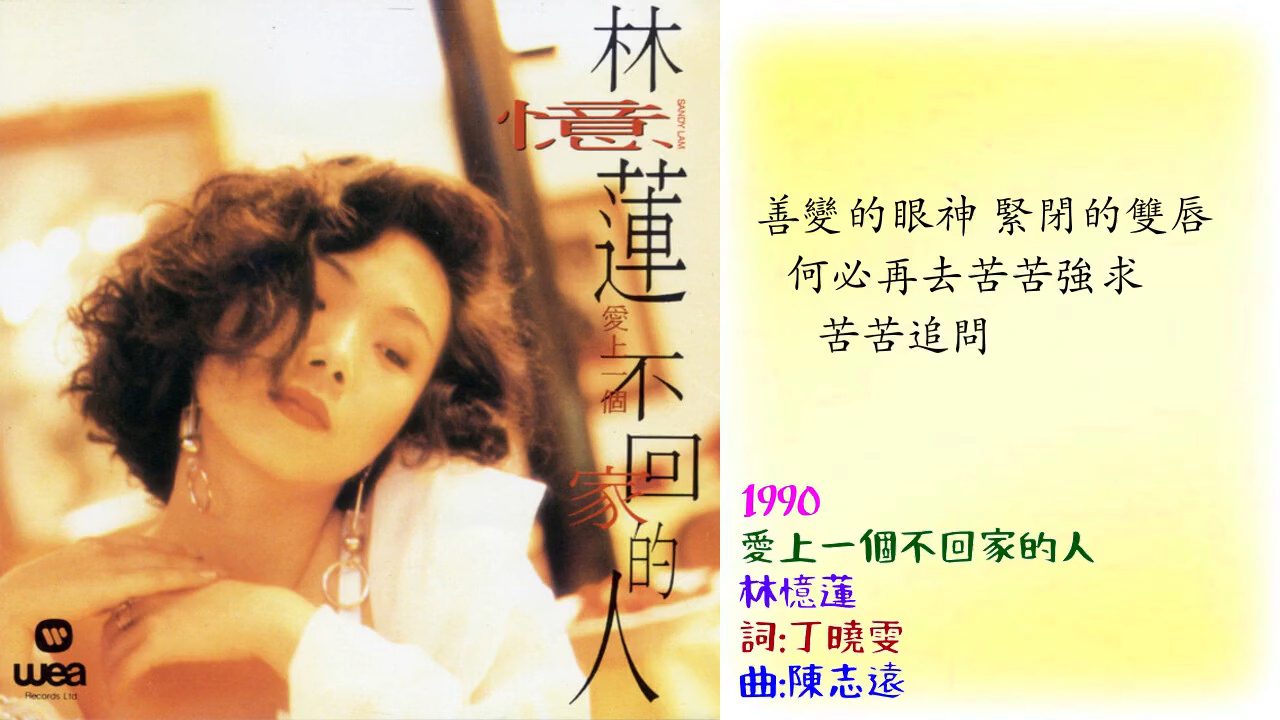 林憶蓮
SANDY LAM
愛上一個
不回家的人
wea
Records Ltd
善變的眼神 緊閉的雙唇
何必再去苦苦強求
苦苦追問
1990
愛上一個不回家的人
林憶蓮
詞:丁曉雯
曲:陳志遠